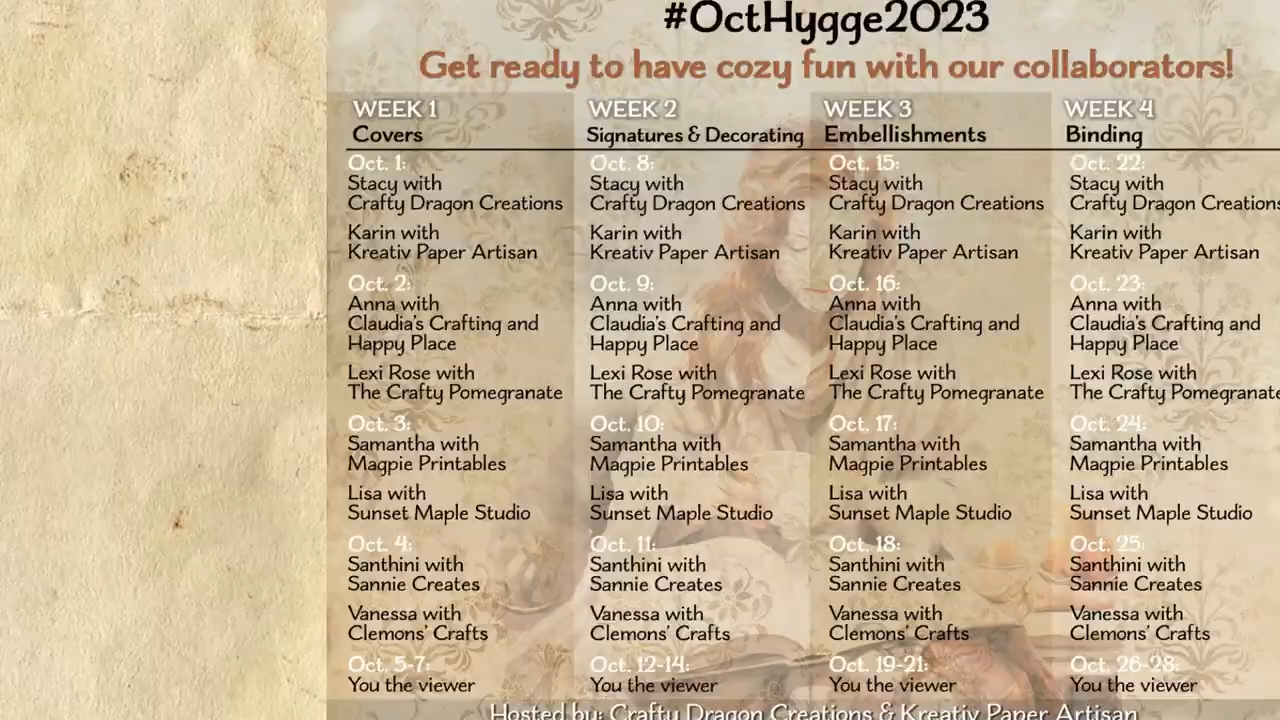 #OctHygge2023
Get ready to have cozy fun with our collaborators!
WEEK 1
Covers
Oct. 1:
Stacy with
Crafty Dragon Creations
Karin with
Kreativ Paper Artisan
Oct. 2:
Anna with
Claudia's Crafting and
Happy Place
Lexi Rose with
The Crafty Pomegranate
Oct. 3:
Samantha with
Magpie Printables
Lisa with
Sunset Maple Studio
Oct. 4:
Santhini with
Sannie Creates
Vanessa with
Clemons' Crafts
Oct. 5-7:
You the viewer
WEEK 2
Signatures & Decorating
Oct. 8:
Stacy with
Crafty Dragon Creations
Karin with
Kreativ Paper Artisan
Oct. 9:
Anna with
Claudia's Crafting and
Happy Place
Lexi Rose with
The Crafty Pomegranate
Oct. 10:
Samantha with
Magpie Printables
Lisa with
Sunset Maple Studio
Oct. 11:
Santhini with
Sannie Creates
Vanessa with
Clemons' Crafts
Oct. 12-14:
You the viewer
WEEK 3
Embellishments
Oct. 15:
Stacy with
Crafty Dragon Creations
Karin with
Kreativ Paper Artisan
Oct. 16:
Anna with
Claudia's Crafting and
Happy Place
Lexi Rose with
The Crafty Pomegranate
Oct. 17:
Samantha with
Magpie Printables
Lisa with
Sunset Maple Studio
Oct. 18:
Santhini with
Sannie Creates
Vanessa with
Clemons' Crafts
Oct. 19-21:
You the viewer
WEEK 4
Binding
Oct. 22:
Stacy with
Crafty Dragon Creations
Karin with
Kreativ Paper Artisan
Oct. 23:
Anna with
Claudia's Crafting and
Happy Place
Lexi Rose with
The Crafty Pomegranate
Oct. 24:
Samantha with
Magpie Printables
Lisa with
Sunset Maple Studio
Oct. 25:
Santhini with
Sannie Creates
Vanessa with
Clemons' Crafts
Oct. 26-28:
You the viewer
Hosted by: Crafty Dragon Creations & Kreativ Paper Artisan